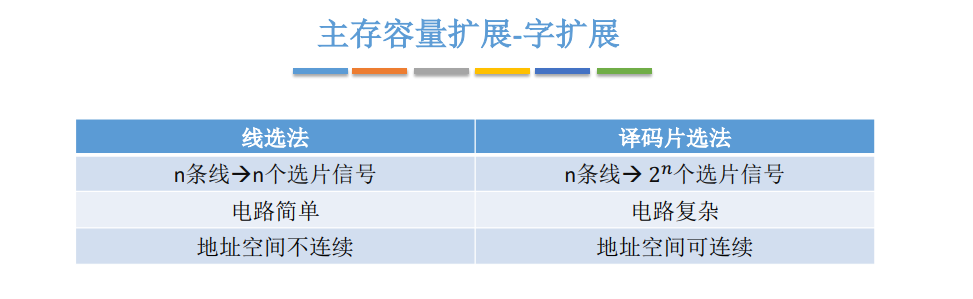 主存容量扩展-字扩展
线选法 译码片选法
n条线→n个选片信号 n条线→ 2^n个选片信号
电路简单 电路复杂
地址空间不连续 地址空间可连续